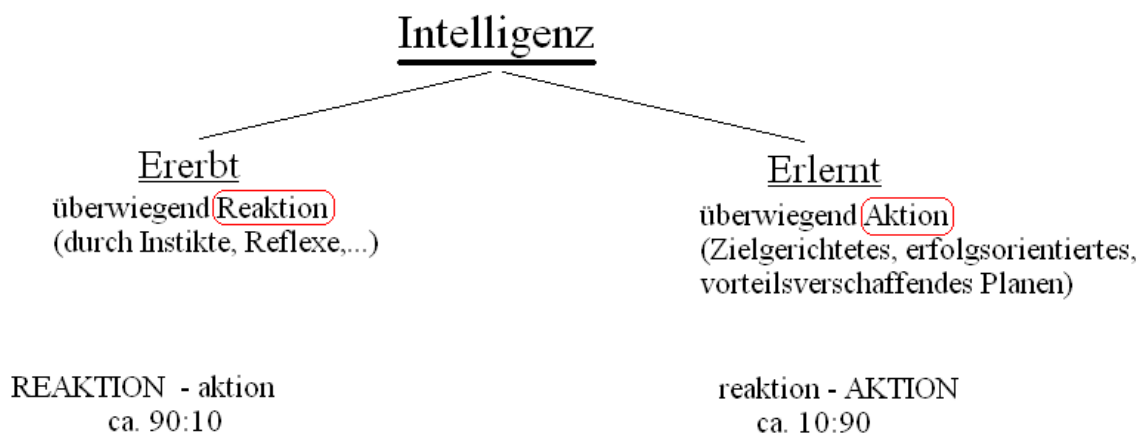 Intelligenz
Ererbt
überwiegend Reaktion
(durch Instikte, Reflexe,...)
Erlernt
überwiegend Aktion
(Zielgerichtetes, erfolgsorientiertes,
vorteilsverschaffendes Planen)
REAKTION - aktion
ca. 90:10
reaktion - AKTION
ca. 10:90